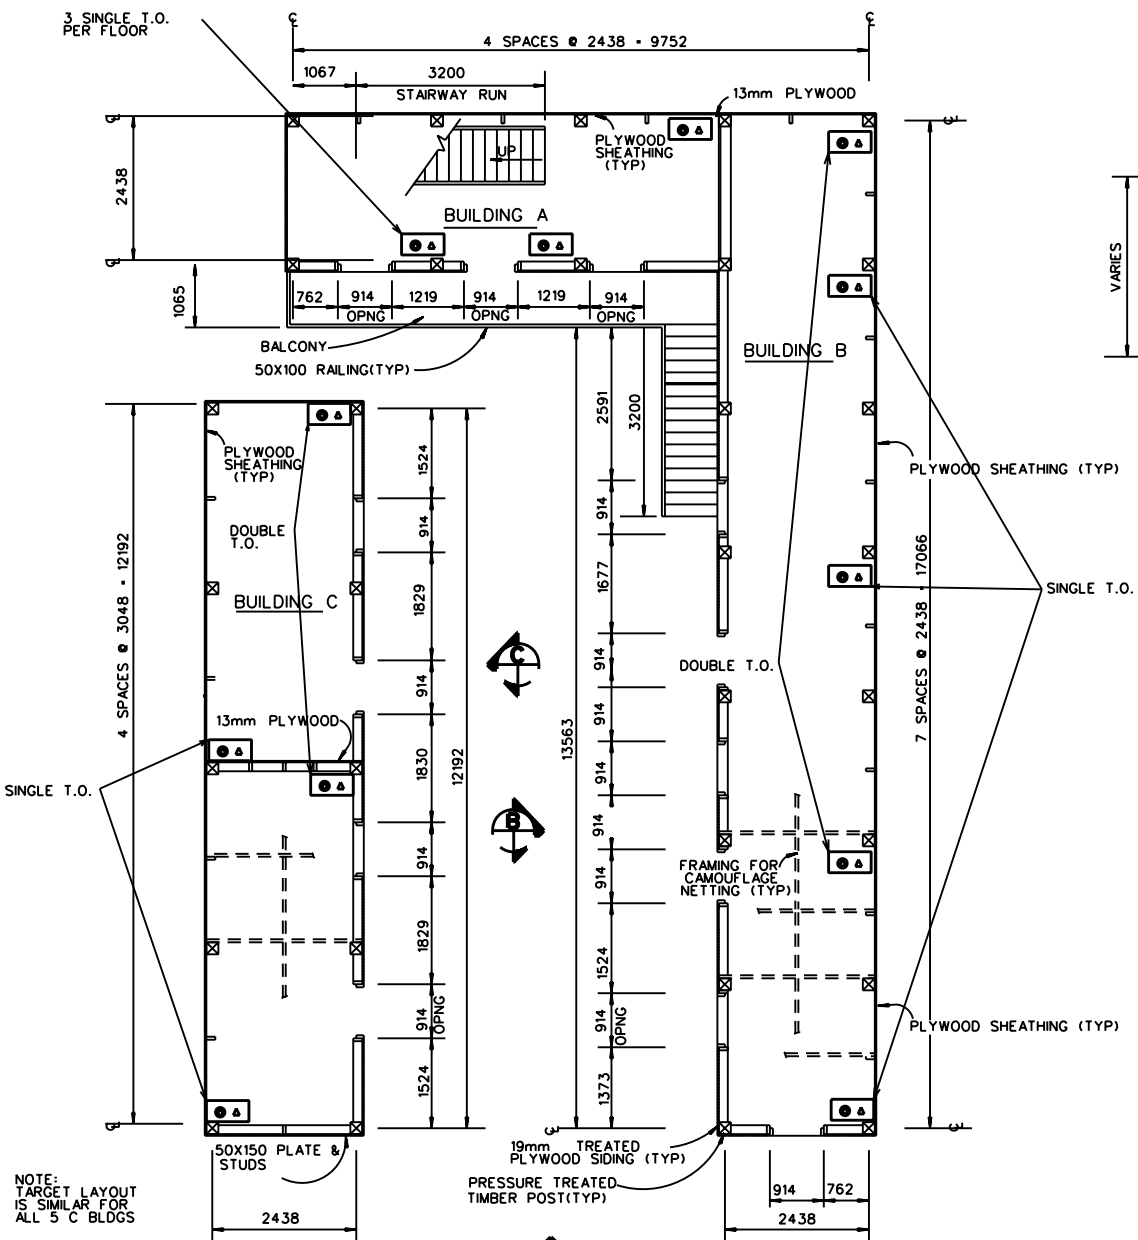 3 SINGLE T.O.
PER FLOOR
4 SPACES @ 2438 = 9752
1067
3200
STAIRWAY RUN
13mm PLYWOOD
PLYWOOD
SHEATHING
(TYP)
UP
2438
BUILDING A
VARIES
1065
762
914
1219
914
1219
914
OPNG
OPNG
OPNG
BALCONY
50X100 RAILING(TYP)
BUILDING B
2591
3200
PLYWOOD
SHEATHING
(TYP)
1524
PLYWOOD SHEATHING (TYP)
914
914
DOUBLE
T.O.
4 SPACES @ 3048 = 12192
BUILDING C
1829
1677
7 SPACES @ 2438 = 17066
SINGLE T.O.
C
914
914
DOUBLE T.O.
13mm PLYWOOD
914
1830
12192
13563
914
SINGLE T.O.
B
914
914
914
FRAMING FOR
CAMOUFLAGE
NETTING (TYP)
1829
1524
914
OPNG
914
OPNG
PLYWOOD SHEATHING (TYP)
1524
1373
50X150 PLATE &
STUDS
19mm TREATED
PLYWOOD SIDING (TYP)
PRESSURE TREATED
TIMBER POST(TYP)
NOTE:
TARGET LAYOUT
IS SIMILAR FOR
ALL 5 C BLDGS
914
762
2438
2438